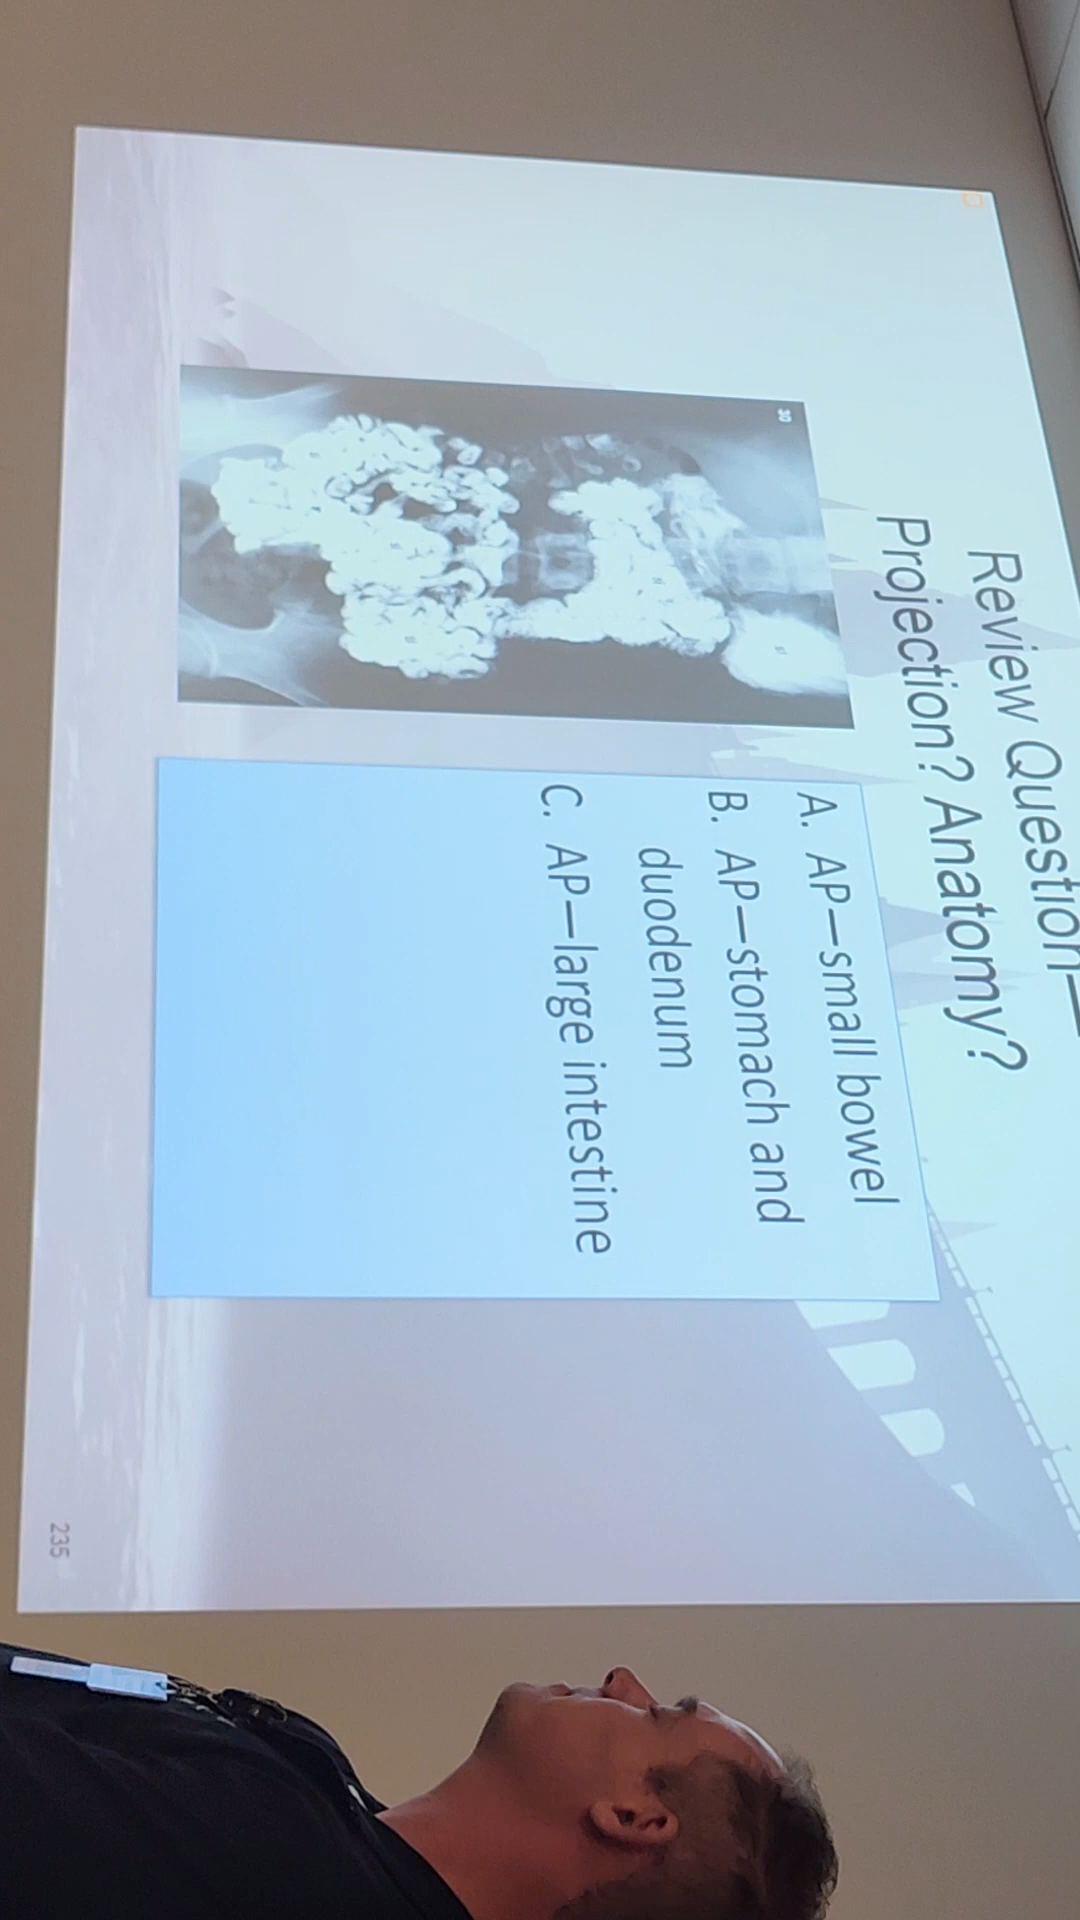 Review Question—
Projection? Anatomy?
30
A. AP—small bowel
B. AP—stomach and
duodenum
C. AP—large intestine
235